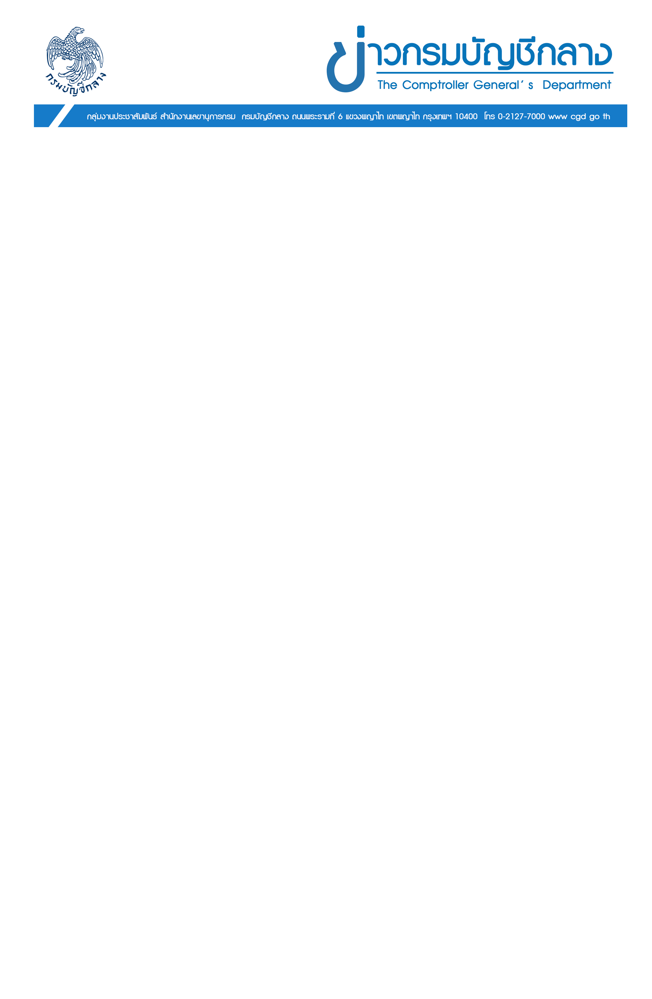 ข่าวกรมบัญชีกลาง
The Comptroller General's Department
กรมบัญชีกลาง
กลุ่มงานประชาสัมพันธ์ สำนักงานเลขานุการกรม กรมบัญชีกลาง ถนนพระรามที่ 6 แขวงพญาไท เขตพญาไท กรุงเทพฯ 10400 โทร 0-2127-7000 www cgd go th